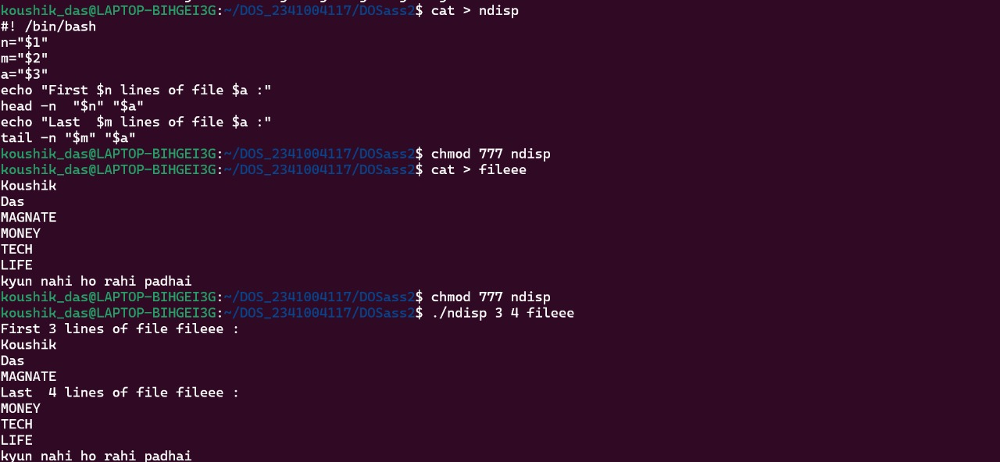 koushik_das@LAPTOP-BIHGEI3G:~/DOS_2341004117/DOSass2$ cat > ndisp
#! /bin/bash
n="$1"
m="$2"
a="$3"
echo "First $n lines of file $a :"
head -n  "$n" "$a"
echo "Last  $m lines of file $a :"
tail -n "$m" "$a"
koushik_das@LAPTOP-BIHGEI3G:~/DOS_2341004117/DOSass2$ chmod 777 ndisp
koushik_das@LAPTOP-BIHGEI3G:~/DOS_2341004117/DOSass2$ cat > fileee
Koushik
Das
MAGNATE
MONEY
TECH
LIFE
kyun nahi ho rahi padhai
koushik_das@LAPTOP-BIHGEI3G:~/DOS_2341004117/DOSass2$ chmod 777 ndisp
koushik_das@LAPTOP-BIHGEI3G:~/DOS_2341004117/DOSass2$ ./ndisp 3 4 fileee
First 3 lines of file fileee :
Koushik
Das
MAGNATE
Last  4 lines of file fileee :
MONEY
TECH
LIFE
kyun nahi ho rahi padhai